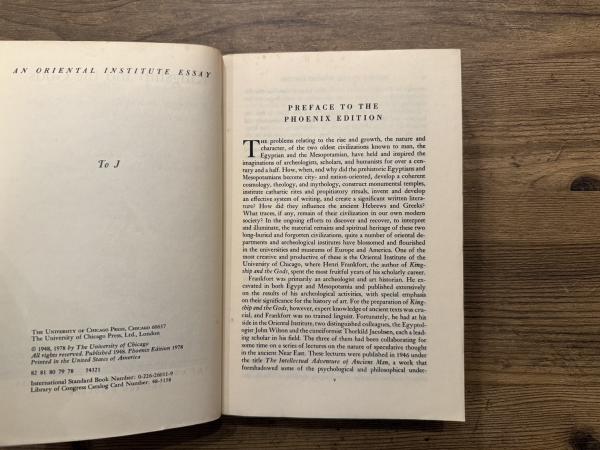 AN ORIENTAL INSTITUTE ESSAY
To J
THE UNIVERSITY OF CHICAGO PRESS, CHICAGO 60637
The University of Chicago Press, Ltd., London
© 1948, 1978 by The University of Chicago
All rights reserved. Published 1948. Phoenix Edition 1978
Printed in the United States of America
82 81 80 79 78 54321
International Standard Book Number: 0-226-26011-9
Library of Congress Catalog Card Number: 48-5158
PREFACE TO THE
PHOENIX EDITION
THE problems relating to the rise and growth, the nature and
character, of the two oldest civilizations known to man, the
Egyptian and the Mesopotamian, have held and inspired the
imaginations of archeologists, scholars, and humanists for over a cen-
tury and a half. How, when, and why did the prehistoric Egyptians and
Mesopotamians become city- and nation-oriented, develop a coherent
cosmology, theology, and mythology, construct monumental temples,
institute cathartic rites and propitiatory rituals, invent and develop
an effective system of writing, and create a significant written litera-
ture? How did they influence the ancient Hebrews and Greeks?
What traces, if any, remain of their civilization in our own modern
society? In the ongoing efforts to discover and recover, to interpret
and illuminate, the material remains and spiritual heritage of these two
long-buried and forgotten civilizations, quite a number of oriental de-
partments and archeological institutes have blossomed and flourished
in the universities and museums of Europe and America. One of the
most creative and productive of these is the Oriental Institute of the
University of Chicago, where Henri Frankfort, the author of King-
ship and the Gods, spent the most fruitful years of his scholarly career.
Frankfort was primarily an archeologist and art historian. He ex-
cavated in both Egypt and Mesopotamia and published extensively
on the results of his archeological activities, with special emphasis
on their significance for the history of art. For the preparation of King-
ship and the Gods, however, expert knowledge of ancient texts was cru-
cial, and Frankfort was no trained linguist. Fortunately, he had at his
side in the Oriental Institute, two distinguished colleagues, the Egyptol-
ogist John Wilson and the cuneiformist Thorkild Jacobsen, each a lead-
ing scholar in his field. The three of them had been collaborating for
some time on a series of lectures on the nature of speculative thought
in the ancient Near East. These lectures were published in 1946 under
the title The Intellectual Adventure of Ancient Man, a work that
foreshadowed some of the psychological and philosophical under-
v